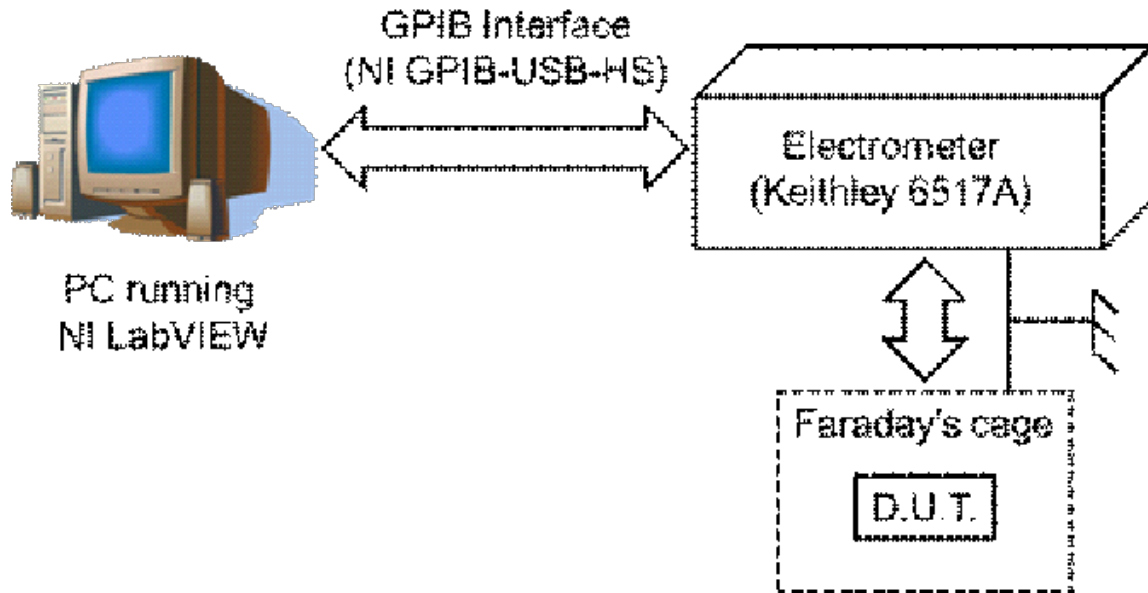 GPIB Interface
(NI GPIB-USB-HS)
Electrometer
(Keithley 6517A)
PC running
NI LabVIEW
Faraday's cage
D.U.T.